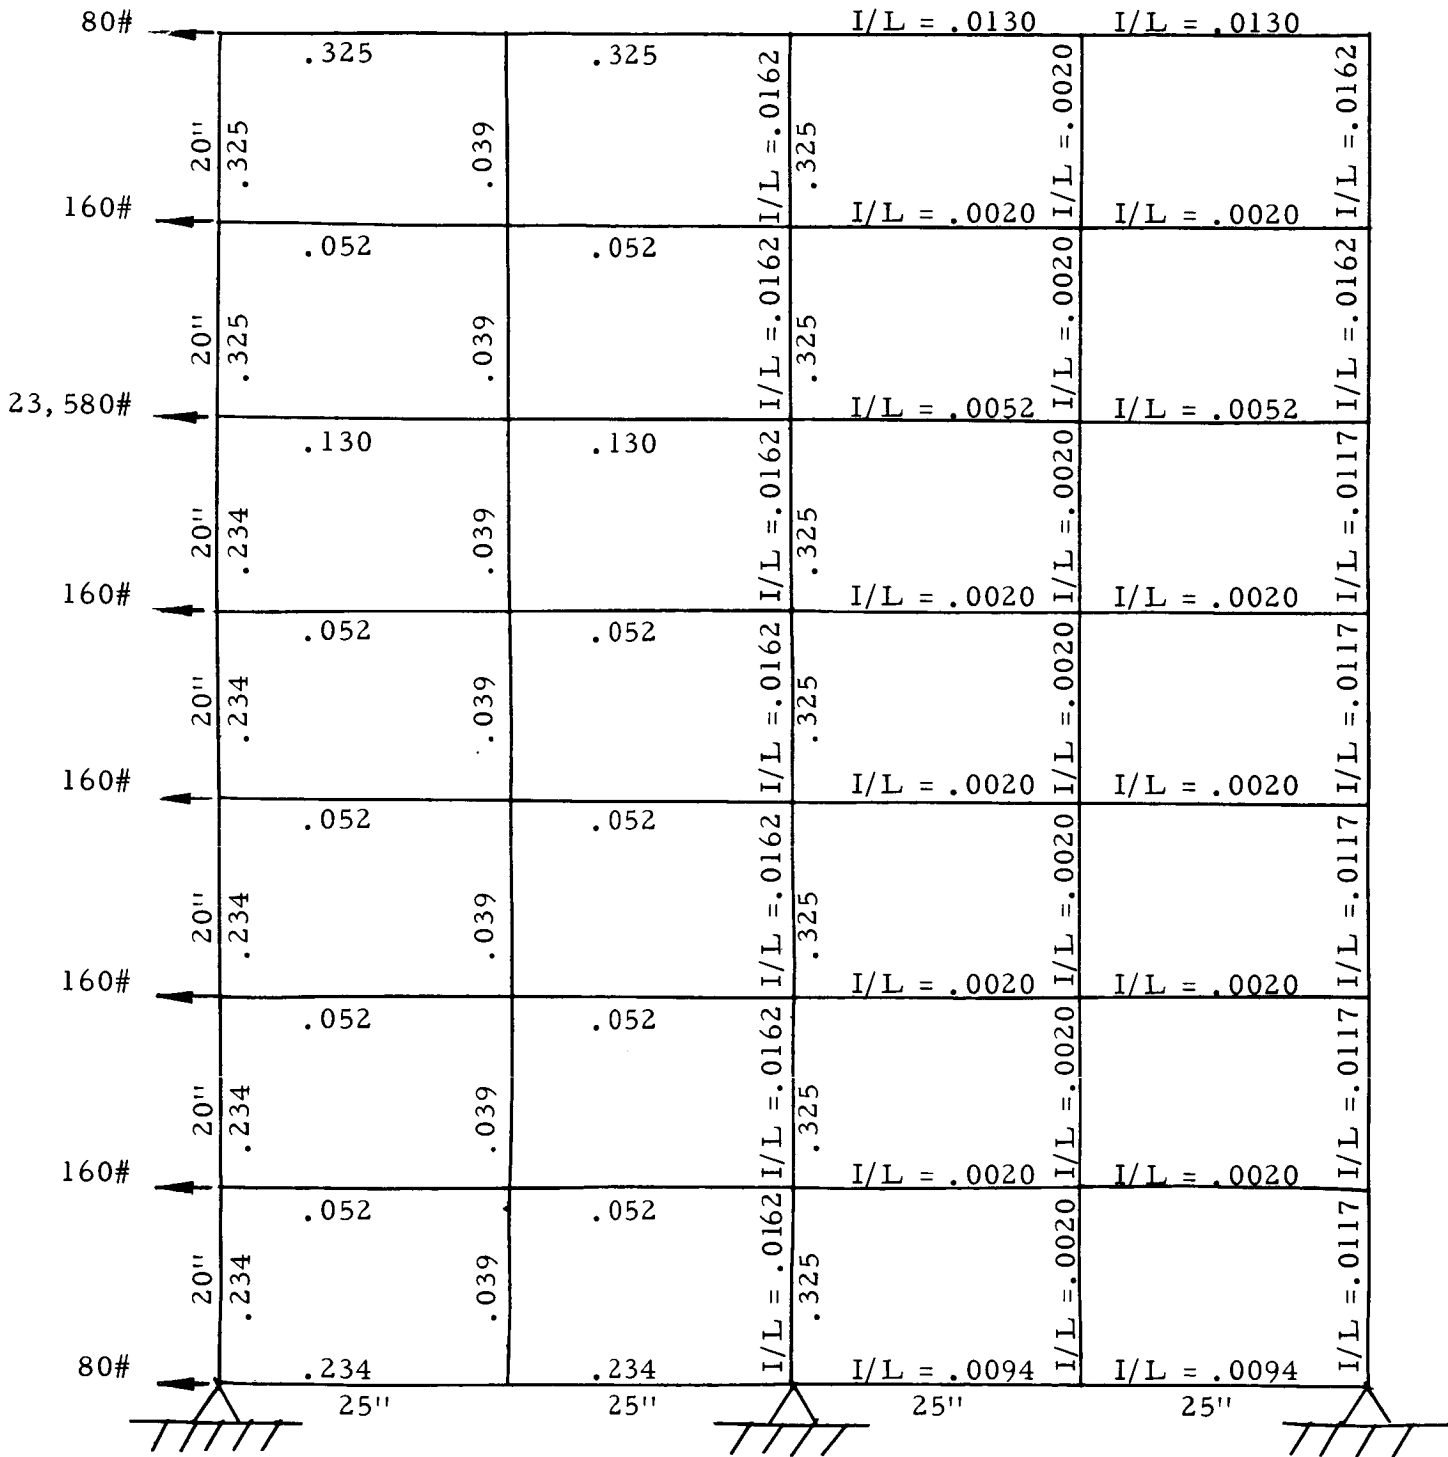 80# I/L = .0130 I/L = .0130
.325 .325
20" .325 .039 I/L =.0162 .325 I/L =.0020 I/L =.0162
160# I/L = .0020 I/L = .0020
.052 .052
20" .325 .039 I/L =.0162 .325 I/L =.0020 I/L =.0162
23,580# I/L = .0052 I/L = .0052
.130 .130
20" .234 .039 I/L =.0162 .325 I/L =.0020 I/L =.0117
160# I/L = .0020 I/L = .0020
.052 .052
20" .234 .039 I/L =.0162 .325 I/L =.0020 I/L =.0117
160# I/L = .0020 I/L = .0020
.052 .052
20" .234 .039 I/L =.0162 .325 I/L =.0020 I/L =.0117
160# I/L = .0020 I/L = .0020
.052 .052
20" .234 .039 I/L =.0162 .325 I/L =.0020 I/L =.0117
160# I/L = .0020 I/L = .0020
.052 .052
20" .234 .039 I/L = .0162 .325 I/L =.0020 I/L =.0117
80# .234 .234 I/L = .0094 I/L = .0094
25" 25" 25" 25"